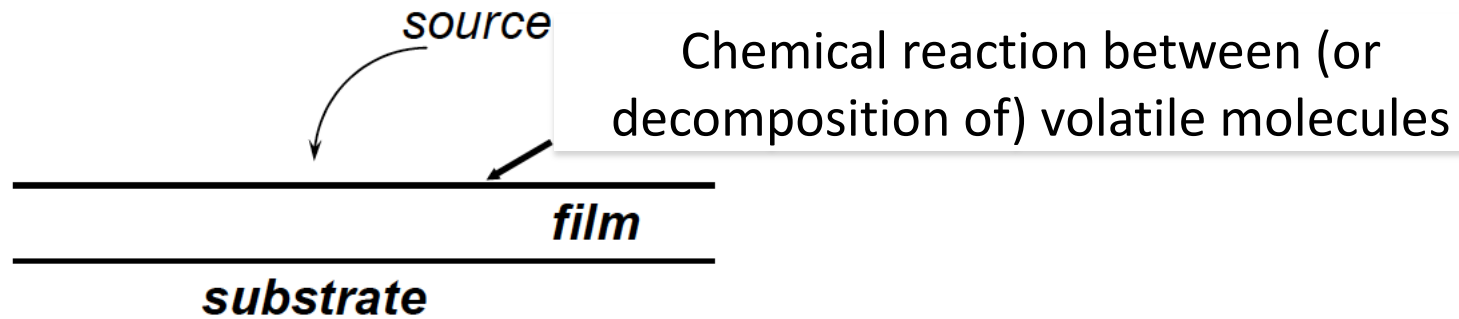 source
Chemical reaction between (or
decomposition of) volatile molecules
film
substrate